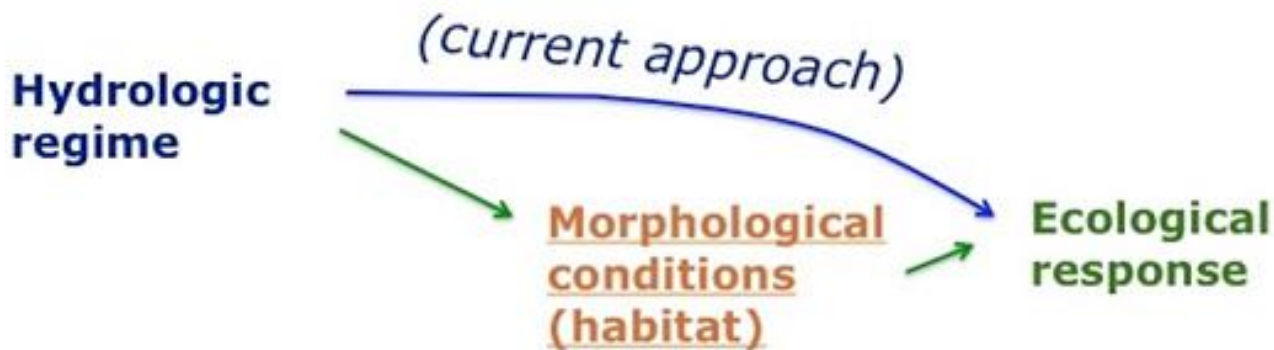 (current approach)
Hydrologic
regime
Morphological
conditions
(habitat)
Ecological
response